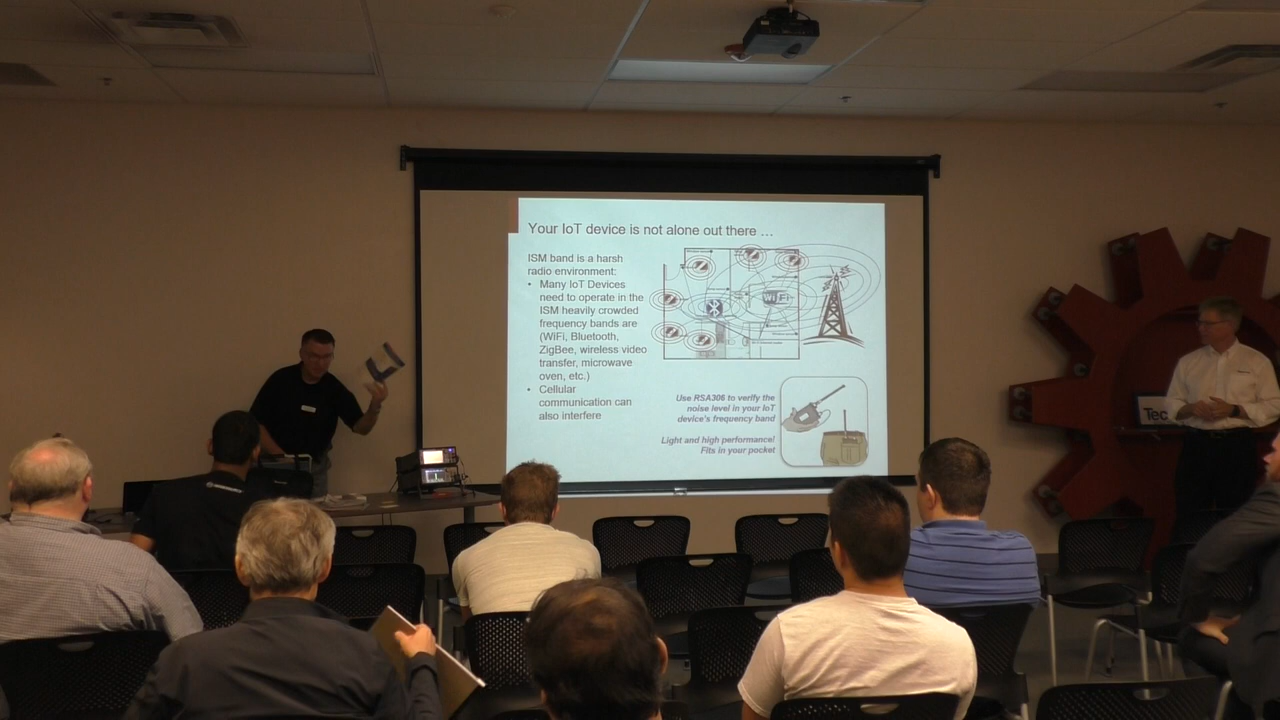 Your IoT device is not alone out there ...
ISM band is a harsh
radio environment:
• Many IoT Devices
need to operate in the
ISM heavily crowded
frequency bands are
(WiFi, Bluetooth,
ZigBee, wireless video
transfer, microwave
oven, etc.)
• Cellular
communication can
also interfere
WiFi
Use RSA306 to verify the
noise level in your IoT
device's frequency band
Light and high performance!
Fits in your pocket
Tec